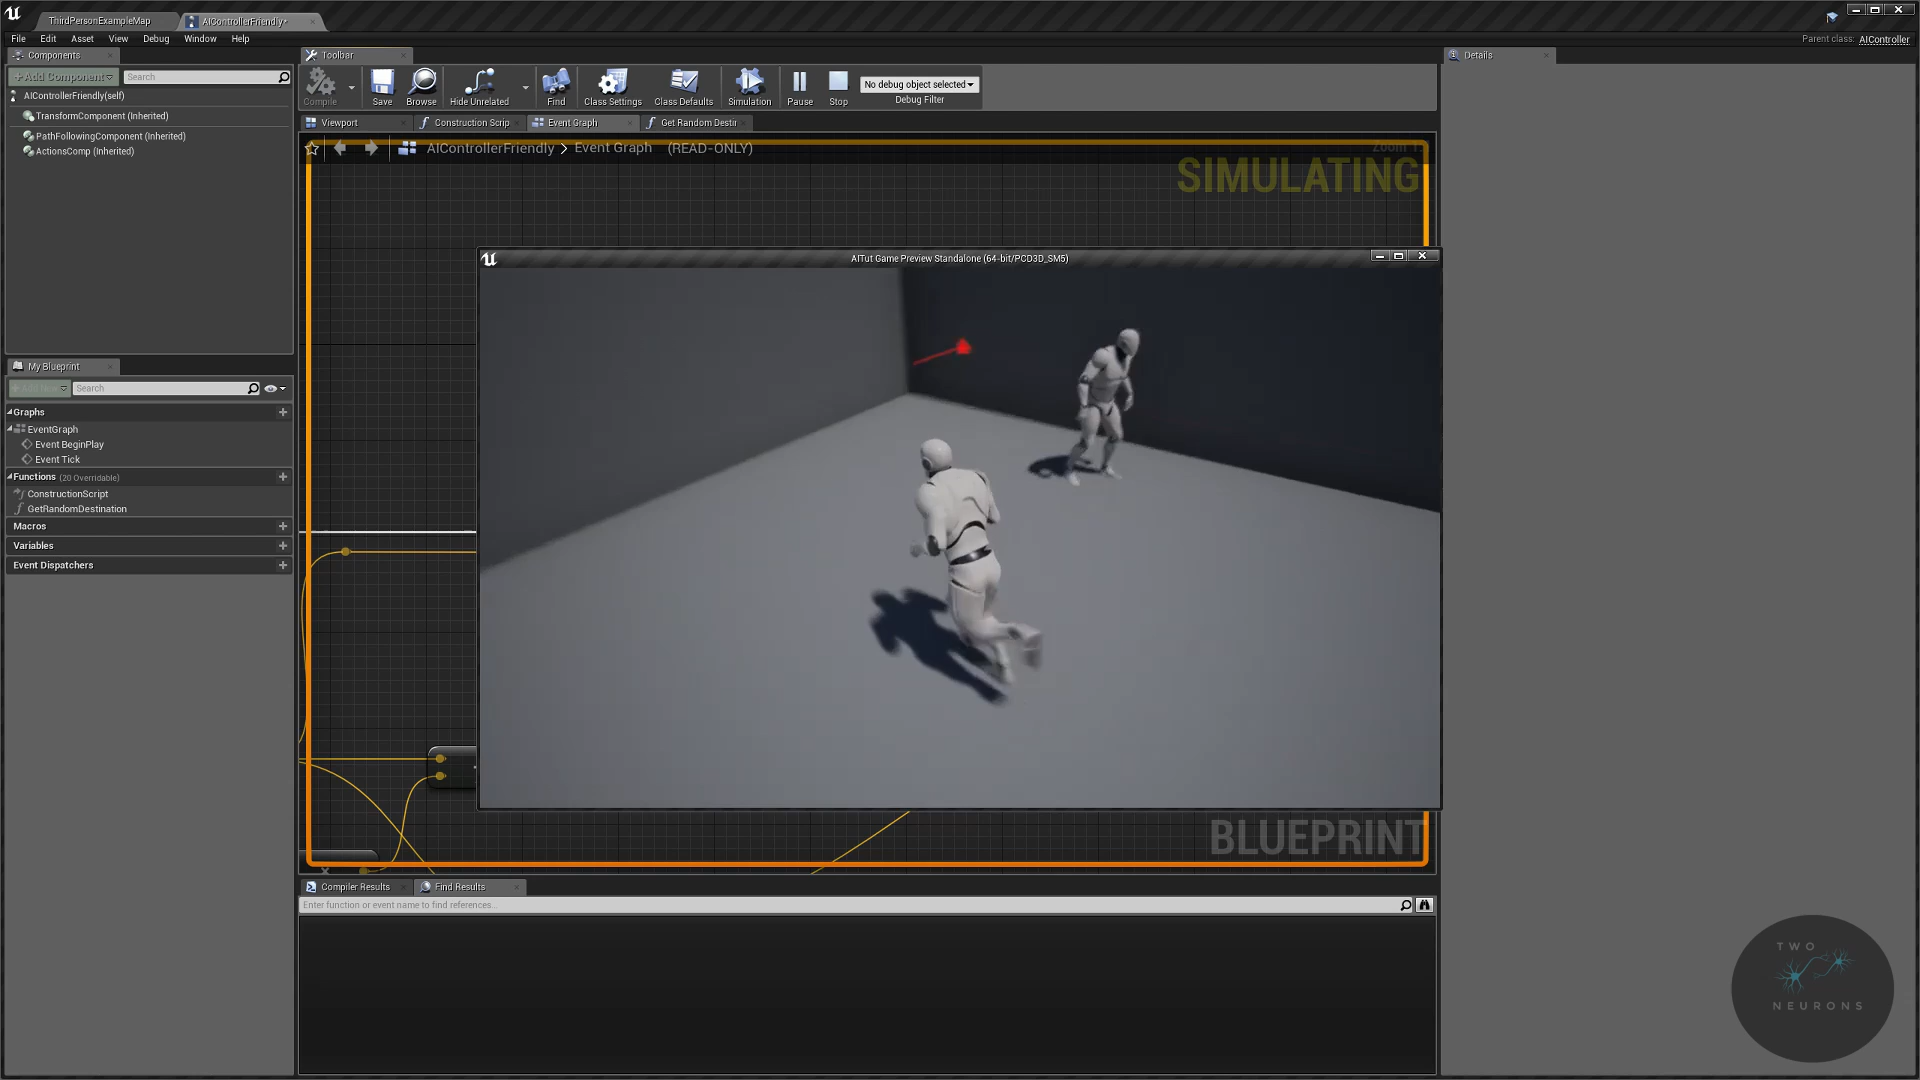 ThirdPersonExampleMap
AIControllerFriendly*
File Edit Asset View Debug Window Help
Parent class: AIController
Components
Toolbar
Details
+Add Component
Search
AIControllerFriendly(self)
TransformComponent (Inherited)
PathFollowingComponent (Inherited)
ActionsComp (Inherited)
Compile
Save
Browse
Hide Unrelated
Find
Class Settings
Class Defaults
Simulation
Pause
Stop
No debug object selected
Debug Filter
Viewport
Construction Scrip
Event Graph
Get Random Destir
AIControllerFriendly > Event Graph (READ-ONLY)
SIMULATING
AITut Game Preview Standalone (64-bit/PCD3D_SM5)
My Blueprint
Search
Graphs
EventGraph
Event BeginPlay
Event Tick
Functions (20 Overridable)
ConstructionScript
GetRandomDestination
Macros
Variables
Event Dispatchers
BLUEPRINT
Compiler Results
Find Results
Enter function or event name to find references...
TWO
NEURONS